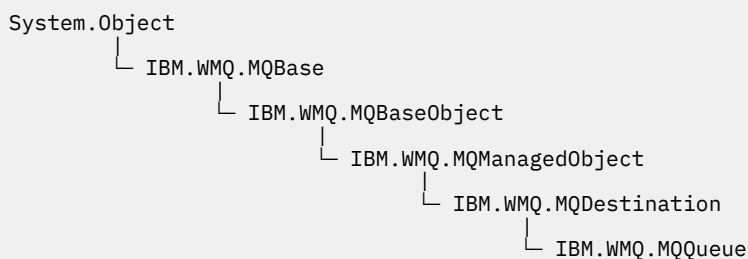 System.Object
IBM.WMQ.MQBase
IBM.WMQ.MQBaseObject
IBM.WMQ.MQManagedObject
IBM.WMQ.MQDestination
IBM.WMQ.MQQueue